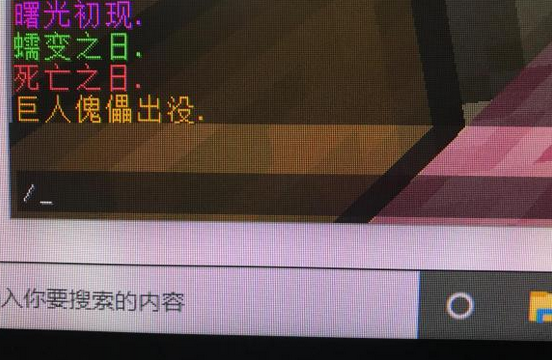 曙光初现.
蠕变之日.
死亡之日.
巨人傀儡出没.
/_
入你要搜索的内容